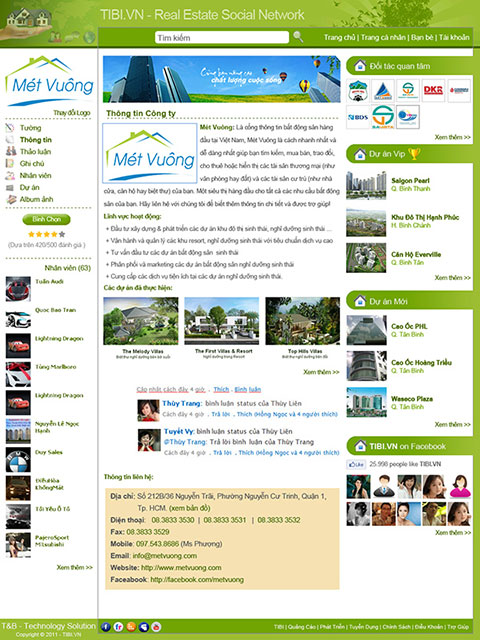 TIBI.VN - Real Estate Social Network
Tìm kiếm
Trang chủ | Trang cá nhân | Bạn bè | Tài khoản
Mét Vuông
Thay đổi Logo
Tường
Thông tin
Thảo luận
Ghi chú
Nhân viên
Dự án
Album ảnh
Bình Chọn
(Dựa trên 420/500 đánh giá )
Nhân viên (63)
Tuấn Audi
Quoc Bao Tran
Lightning Dragon
Tùng Marlboro
Lightning Dragon
Nguyễn Lê Ngọc
Hạnh
Duy Sales
ĐiềuHòa
KhôngMát
Tôi Yêu Ô Tô
PajeroSport
Mitsubishi
Xem thêm >>
Cùng bạn nâng cao
chất lượng cuộc sống
Thông tin Công ty
Mét Vuông
Mét Vuông: Là cổng thông tin bất động sản hàng
đầu tại Việt Nam, Mét Vuông là cách nhanh nhất và
dễ dàng nhất giúp bạn tìm kiếm, mua bán, trao đổi,
cho thuê hoặc hiển thị các tài sản thương mại (như
văn phòng hay đất) và các tài sản cư trú (như nhà
cửa, căn hộ hay biệt thự) của bạn. Một siêu thị hàng đầu cho tất cả các nhu cầu bất động
sản của bạn. Hãy liên hệ với chúng tôi để biết thêm thông tin chi tiết và được trợ giúp!
Lĩnh vực hoạt động:
+ Đầu tư xây dựng & phát triển các dự án khu đô thị sinh thái, nghĩ dưỡng sinh thái ...
+ Vận hành và quản lý các khu resort, nghĩ dưỡng sinh thái với tiêu chuẩn dịch vụ cao
+ Tư vấn đầu tư các dự án bất động sản sinh thái
+ Phân phối và marketing các dự án bất động sản nghĩ dưỡng sinh thái
+ Cung cấp các dịch vụ tiện ích tại các dự án nghĩ dưỡng sinh thái.
Các dự án đã thực hiện:
The Melody Villas
The First Villas & Resort
Top Hills Villas
Xem thêm >>
Cập nhật cách đây 4 giờ . Thích . Bình luận
Thùy Trang: bình luận status của Thùy Liên
Cách đây 4 giờ . Trả lời . Thích (Hồng Ngọc và 4 người thích)
Tuyết Vy: bình luận status của Thùy Liên
@Thùy Trang: Trả lời bình luận của Thùy Trang
Cách đây 4 giờ . Trả lời . Thích (Hồng Ngọc và 4 người thích)
Thông tin liên hệ:
Địa chỉ: Số 212B/36 Nguyễn Trãi, Phường Nguyễn Cư Trinh, Quận 1,
Tp. HCM. (xem bản đồ)
Điện thoại: 08.3833 3530 | 08.3833 3531 | 08.3833 3532
Fax: 08.3833 3529
Mobile: 097.543.8686 (Ms Phượng)
Email: info@metvuong.com
Website: http://www.metvuong.com
Faceabook: http://facebook.com/metvuong
Đối tác quan tâm
DKR
BDS
Xem thêm >>
Dự án Vip
Saigon Pearl
Q. Bình Thạnh
Khu Đô Thị Hạnh Phúc
H. Bình Chánh
Căn Hộ Everville
Q. Bình Tân
Xem thêm >>
Dự án Mới
Cao Ốc PHL
Q. Tân Bình
Cao Ốc Hoàng Triều
Q. Tân Bình
Waseco Plaza
Q. Tân Bình
Xem thêm >>
TIBI.VN on Facebook
Like 25.998 people like TIBI.VN
T&B - Technology Solution
Copyright © 2011 - TIBI.VN
TIBI | Quảng Cáo | Phát Triển | Tuyển Dụng | Chính Sách | Điều Khoản | Trợ Giúp